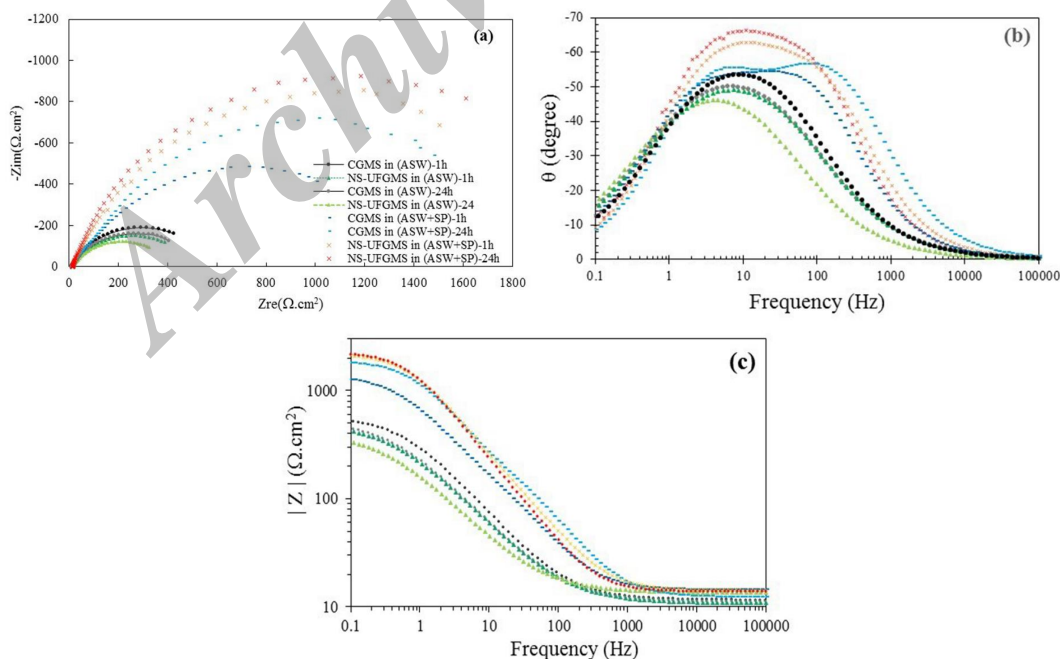 -1200
-1000
-800
-600
-400
-200
0
-Zim(Ω.cm²)
(a)
CGMS in (ASW)-1h
NS-UFGMS in (ASW)-1h
CGMS in (ASW)-24h
NS-UFGMS in (ASW)-24
CGMS in (ASW+SP)-1h
CGMS in (ASW+SP)-24h
NS-UFGMS in (ASW+SP)-1h
NS-UFGMS in (ASW+SP)-24h
0 200 400 600 800 1000 1200 1400 1600 1800
Zre(Ω.cm²)
Archiv
-70
-60
-50
-40
-30
-20
-10
0
θ (degree)
(b)
0.1 1 10 100 1000 10000 100000
Frequency (Hz)
(c)
1000
100
10
| Z | (Ω.cm²)
0.1 1 10 100 1000 10000 100000
Frequency (Hz)